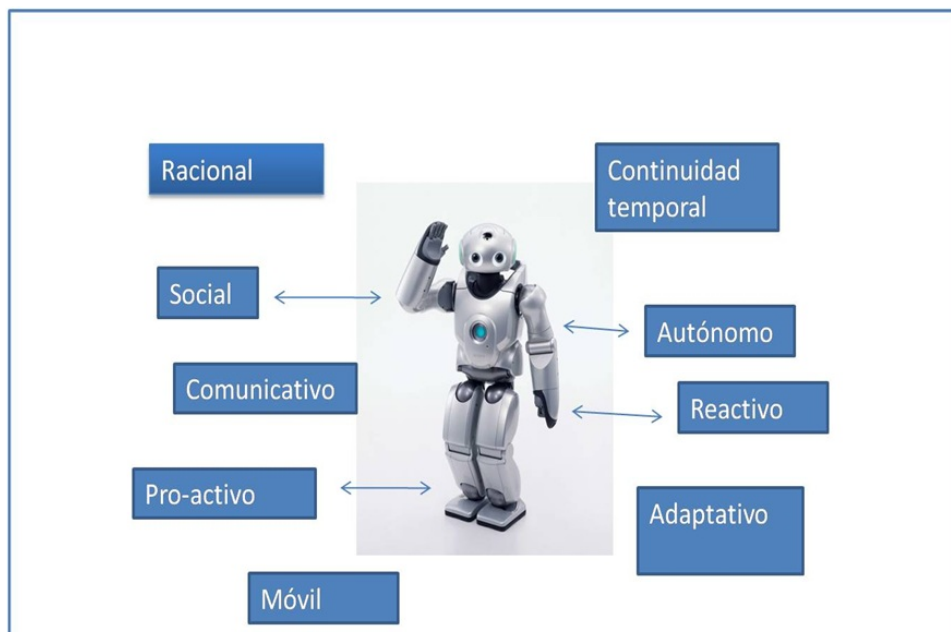 Racional
Continuidad
temporal
Social
Autónomo
Comunicativo
Reactivo
Pro-activo
Adaptativo
Móvil